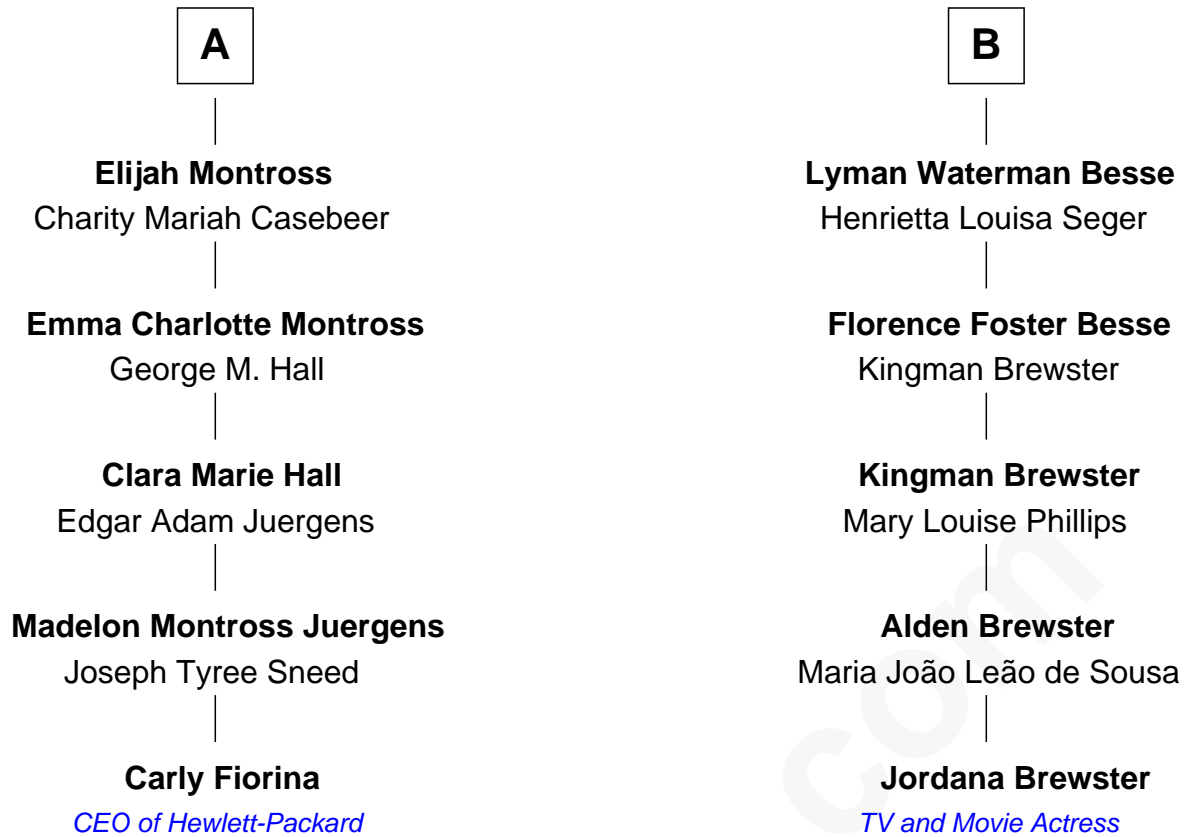 A
Elijah Montross
Charity Mariah Casebeer
Emma Charlotte Montross
George M. Hall
Clara Marie Hall
Edgar Adam Juergens
Madelon Montross Juergens
Joseph Tyree Sneed
Carly Fiorina
CEO of Hewlett-Packard
B
Lyman Waterman Besse
Henrietta Louisa Seger
Florence Foster Besse
Kingman Brewster
Kingman Brewster
Mary Louise Phillips
Alden Brewster
Maria João Leão de Sousa
Jordana Brewster
TV and Movie Actress
com